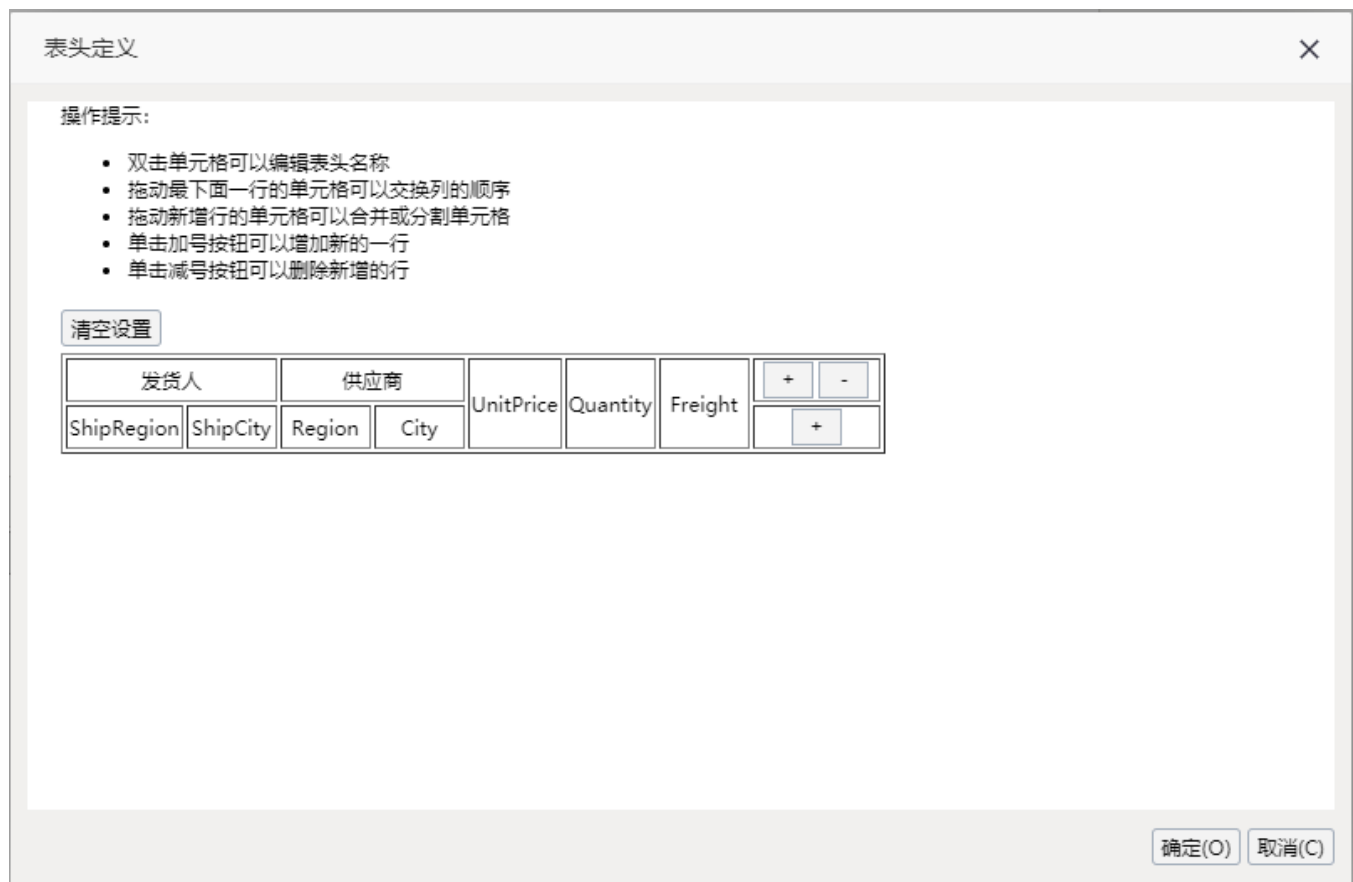 表头定义
操作提示:
双击单元格可以编辑表头名称
拖动最下面一行的单元格可以交换列的顺序
拖动新增行的单元格可以合并或分割单元格
单击加号按钮可以增加新的一行
单击减号按钮可以删除新增的行
清空设置
发货人 供应商 UnitPrice Quantity Freight + -
ShipRegion ShipCity Region City +
确定(O) 取消(C)